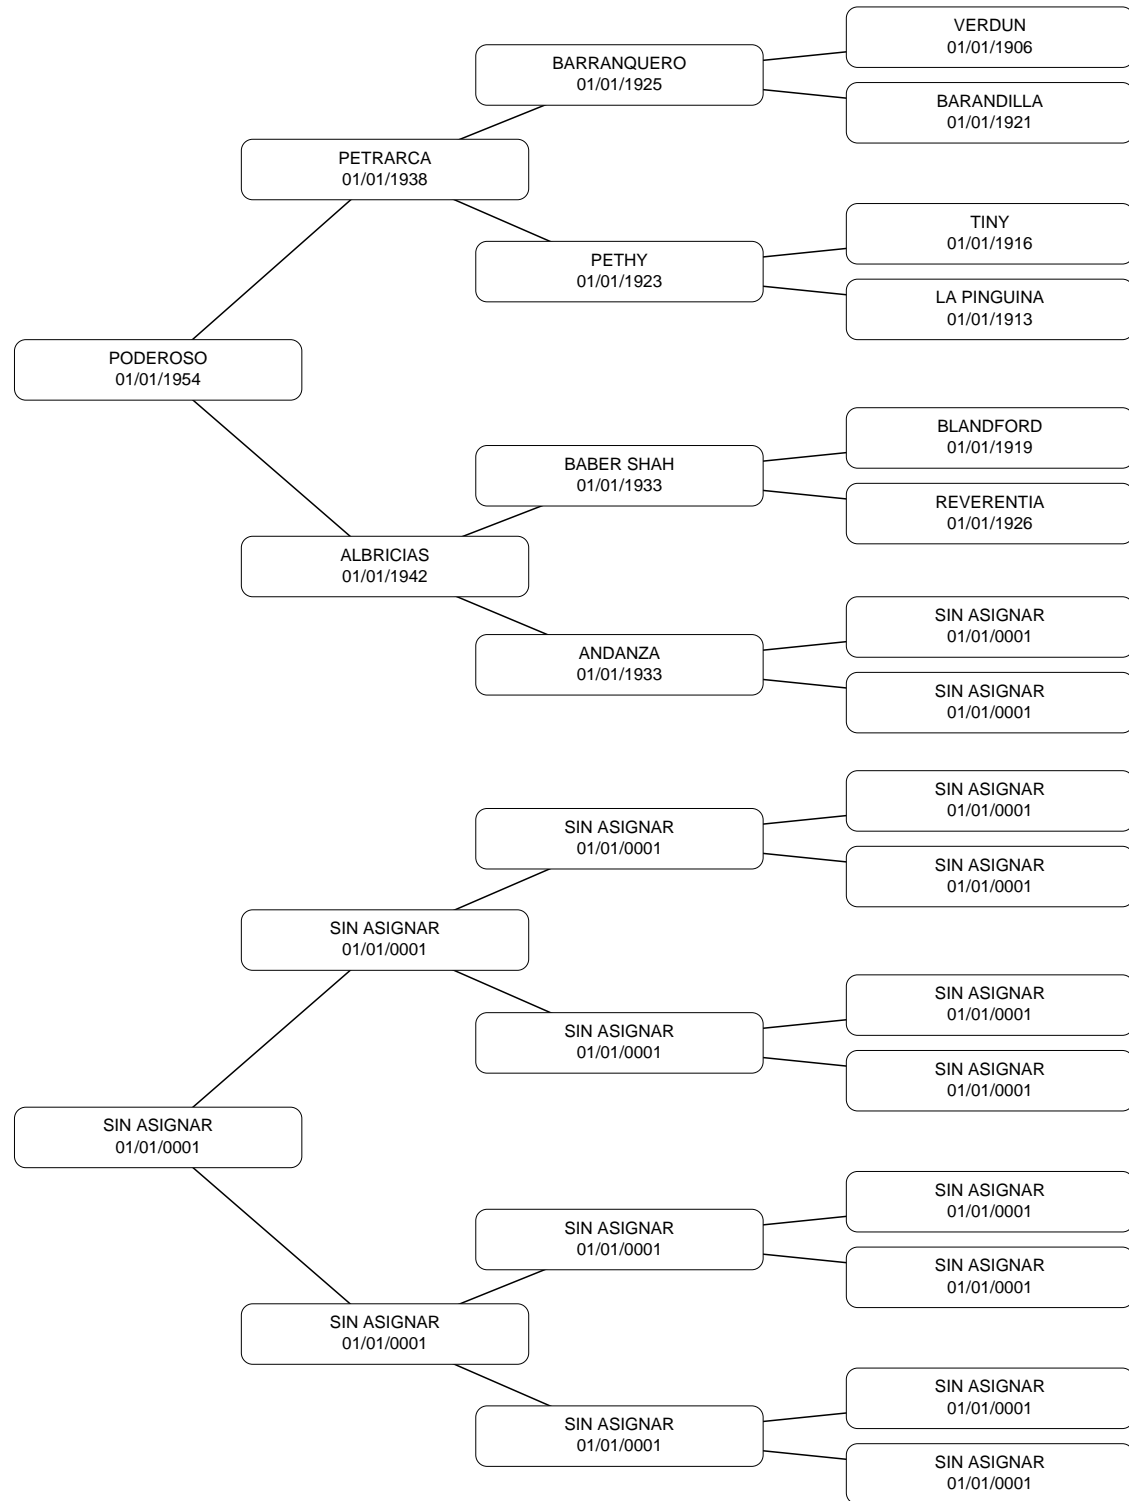 VERDUN
01/01/1906
BARRANQUERO
01/01/1925
BARANDILLA
01/01/1921
PETRARCA
01/01/1938
TINY
01/01/1916
PETHY
01/01/1923
LA PINGUINA
01/01/1913
PODEROSO
01/01/1954
BLANDFORD
01/01/1919
BABER SHAH
01/01/1933
REVERENTIA
01/01/1926
ALBRICIAS
01/01/1942
SIN ASIGNAR
01/01/0001
ANDANZA
01/01/1933
SIN ASIGNAR
01/01/0001
SIN ASIGNAR
01/01/0001
SIN ASIGNAR
01/01/0001
SIN ASIGNAR
01/01/0001
SIN ASIGNAR
01/01/0001
SIN ASIGNAR
01/01/0001
SIN ASIGNAR
01/01/0001
SIN ASIGNAR
01/01/0001
SIN ASIGNAR
01/01/0001
SIN ASIGNAR
01/01/0001
SIN ASIGNAR
01/01/0001
SIN ASIGNAR
01/01/0001
SIN ASIGNAR
01/01/0001
SIN ASIGNAR
01/01/0001
SIN ASIGNAR
01/01/0001
SIN ASIGNAR
01/01/0001